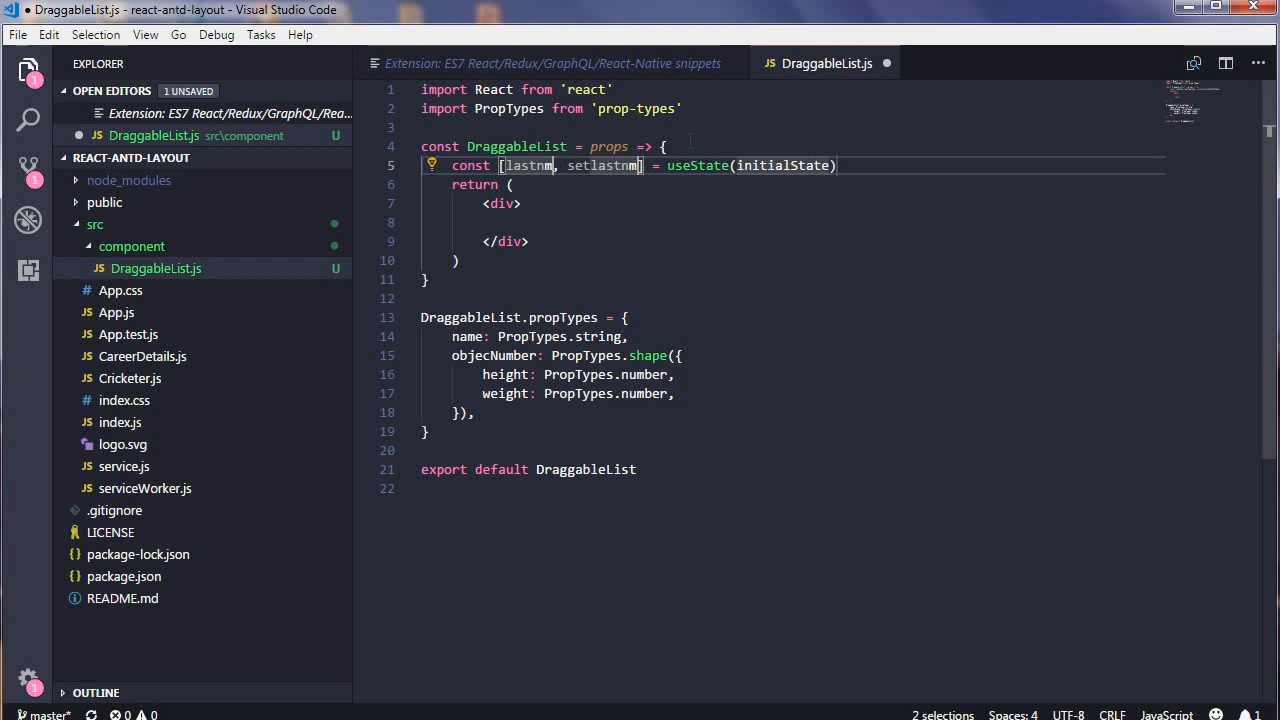 DraggableList.js - react-antd-layout - Visual Studio Code
File Edit Selection View Go Debug Tasks Help
EXPLORER
OPEN EDITORS 1 UNSAVED
Extension: ES7 React/Redux/GraphQL/Rea...
DraggableList.js src\component U
REACT-ANTD-LAYOUT
node_modules
public
src
component
JS DraggableList.js U
# App.css
JS App.js
JS App.test.js
JS CareerDetails.js
JS Cricketer.js
# index.css
JS index.js
logo.svg
JS service.js
JS serviceWorker.js
.gitignore
LICENSE
{} package-lock.json
{} package.json
README.md
OUTLINE
1
1
1
Extension: ES7 React/Redux/GraphQL/React-Native snippets
JS DraggableList.js
1 import React from 'react'
2 import PropTypes from 'prop-types'
3
4 const DraggableList = props => {
5 const [lastnm, setlastnm] = useState(initialState)
6 return (
7 <div>
8
9 </div>
10 )
11 }
12
13 DraggableList.propTypes = {
14 name: PropTypes.string,
15 objecNumber: PropTypes.shape({
16 height: PropTypes.number,
17 weight: PropTypes.number,
18 }),
19 }
20
21 export default DraggableList
22
master* 0 0 2 selections Spaces: 4 UTF-8 CRLF JavaScript 1